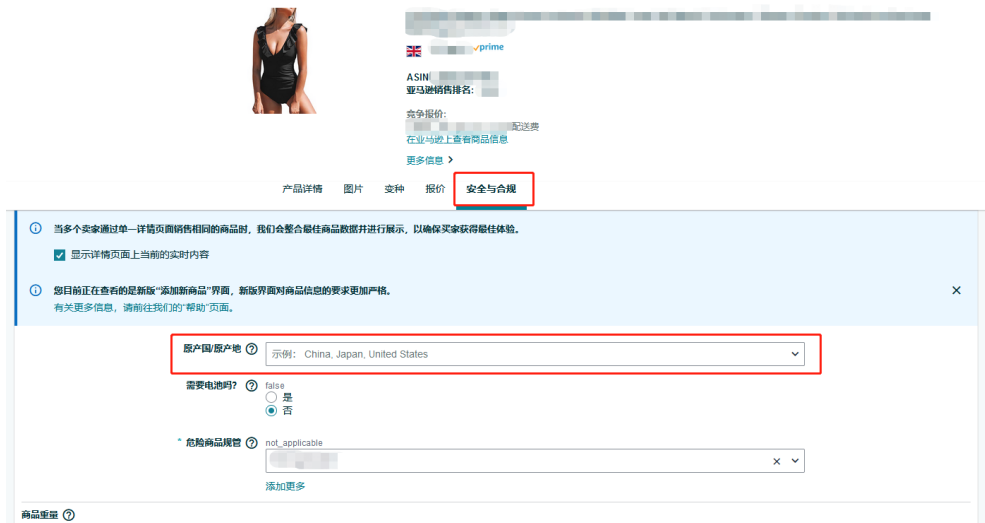 prime
ASIN
亚马逊销售排名:
竞争报价:
配送费
在亚马逊上查看商品信息
更多信息
产品详情 图片 变种 报价 安全与合规
当多个卖家通过单一详情页面销售相同的商品时，我们会整合最佳商品数据并进行展示，以确保买家获得最佳体验。
显示详情页面上当前的实时内容
您目前正在查看的是新版“添加新商品”界面，新版界面对商品信息的要求更加严格。
有关更多信息，请前往我们的“帮助”页面。
原产国/原产地 示例： China, Japan, United States
需要电池吗? false
是
否
* 危险商品规管 not_applicable
添加更多
商品重量